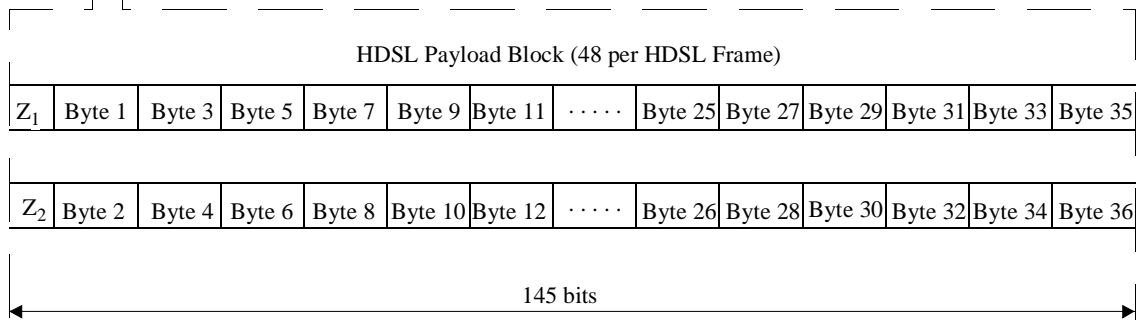 HDSL Payload Block (48 per HDSL Frame)
Z1 Byte 1 Byte 3 Byte 5 Byte 7 Byte 9 Byte 11 ..... Byte 25 Byte 27 Byte 29 Byte 31 Byte 33 Byte 35
Z2 Byte 2 Byte 4 Byte 6 Byte 8 Byte 10 Byte 12 ..... Byte 26 Byte 28 Byte 30 Byte 32 Byte 34 Byte 36
145 bits